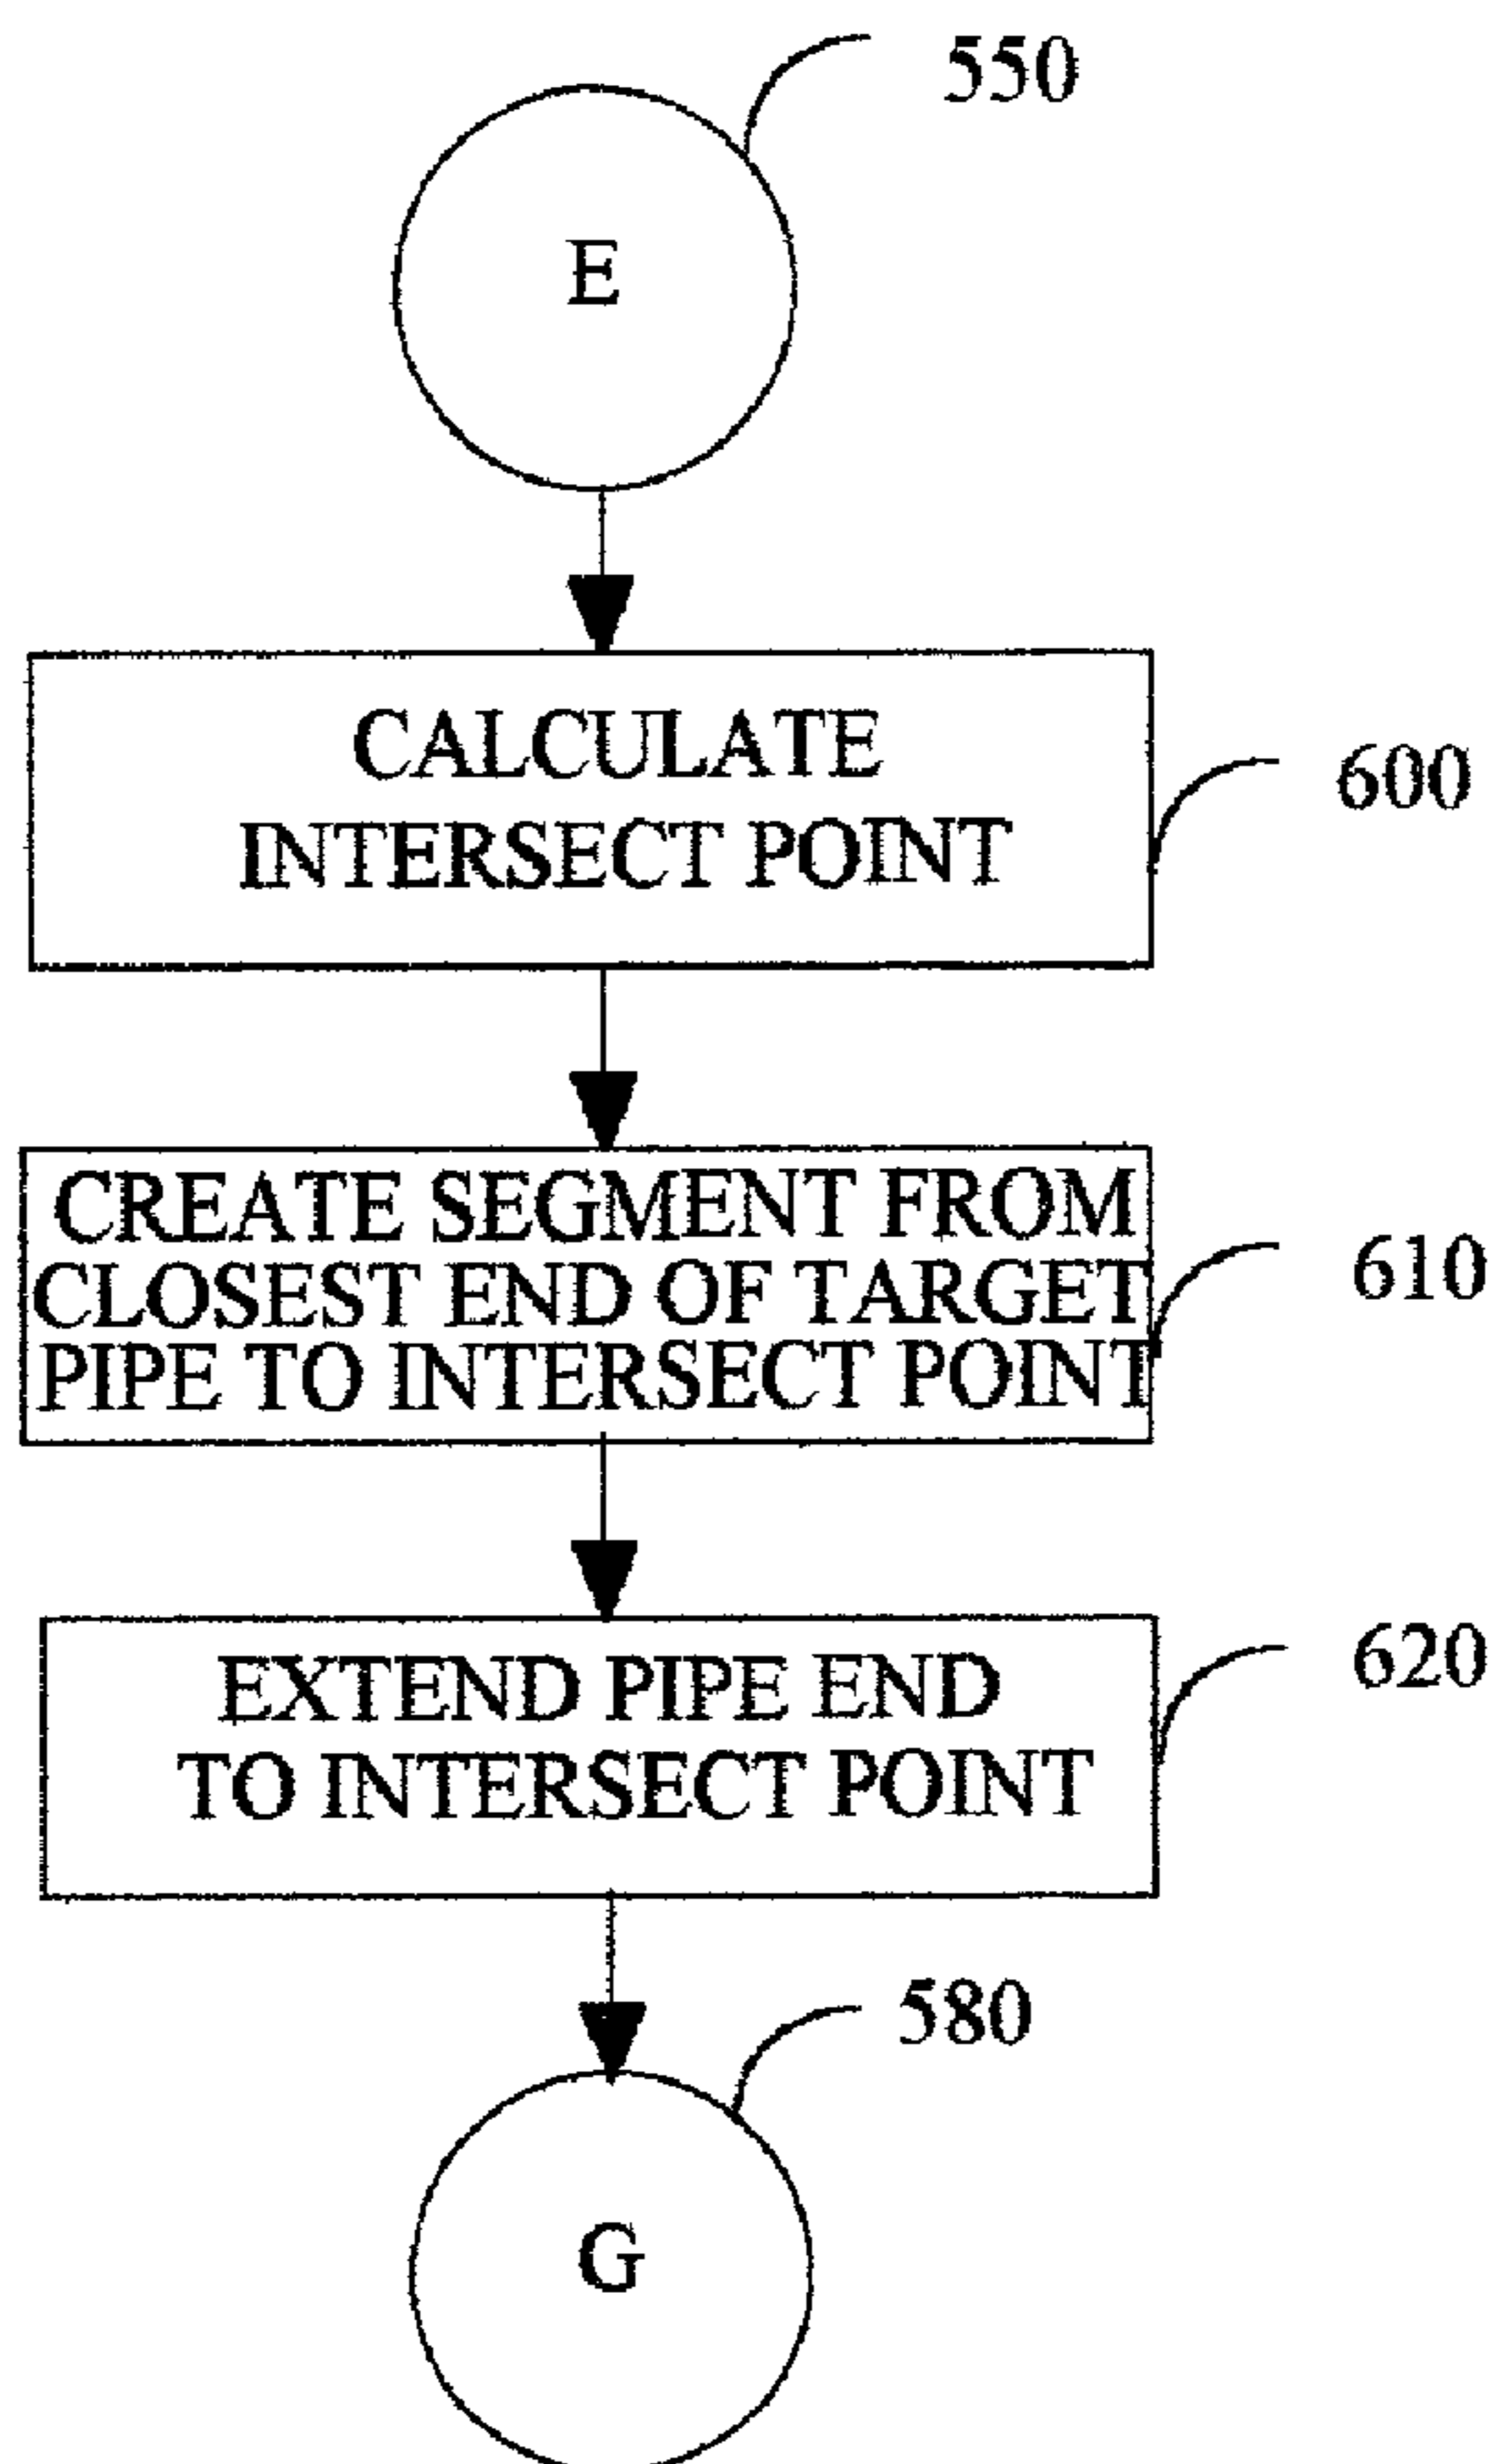 550
E
CALCULATE
INTERSECT POINT
600
CREATE SEGMENT FROM
CLOSEST END OF TARGET
PIPE TO INTERSECT POINT
610
EXTEND PIPE END
TO INTERSECT POINT
620
580
G